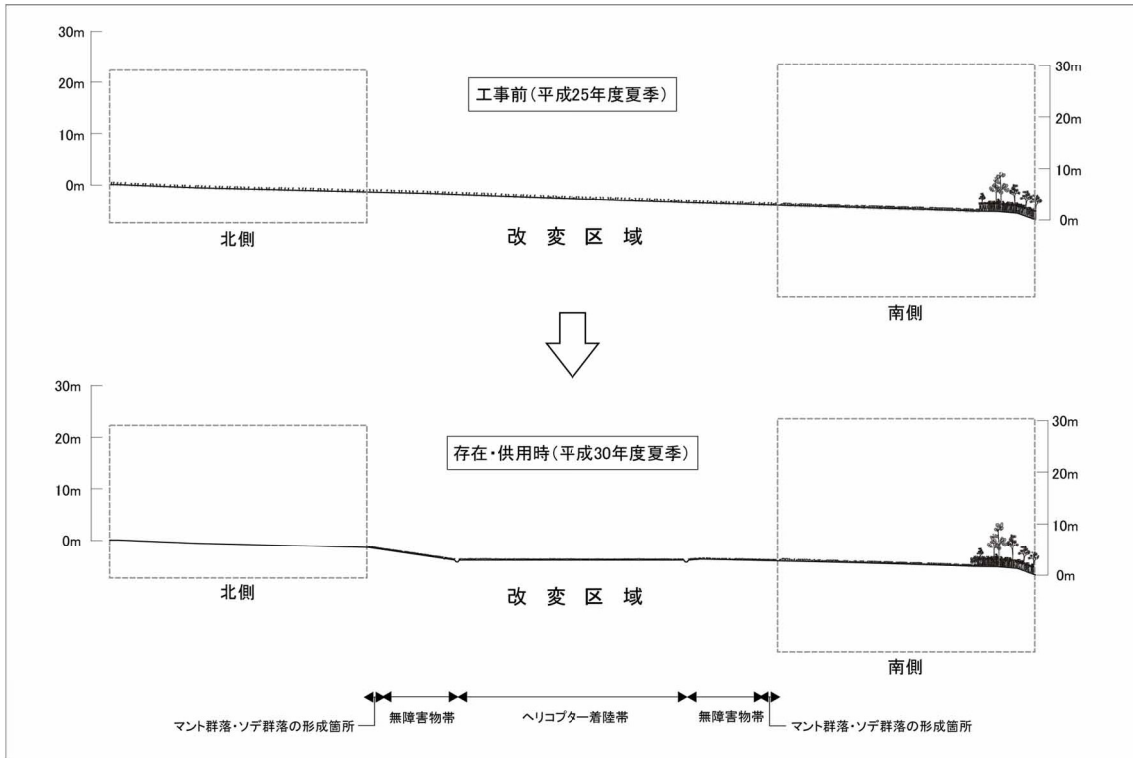 30m
20m
10m
0m
工事前(平成25年度夏季)
30m
20m
10m
0m
北側
改変区域
南側
30m
20m
10m
0m
存在・供用時(平成30年度夏季)
30m
20m
10m
0m
北側
改変区域
南側
無障害物帯
ヘリコプター着陸帯
無障害物帯
マント群落・ソデ群落の形成箇所
マント群落・ソデ群落の形成箇所